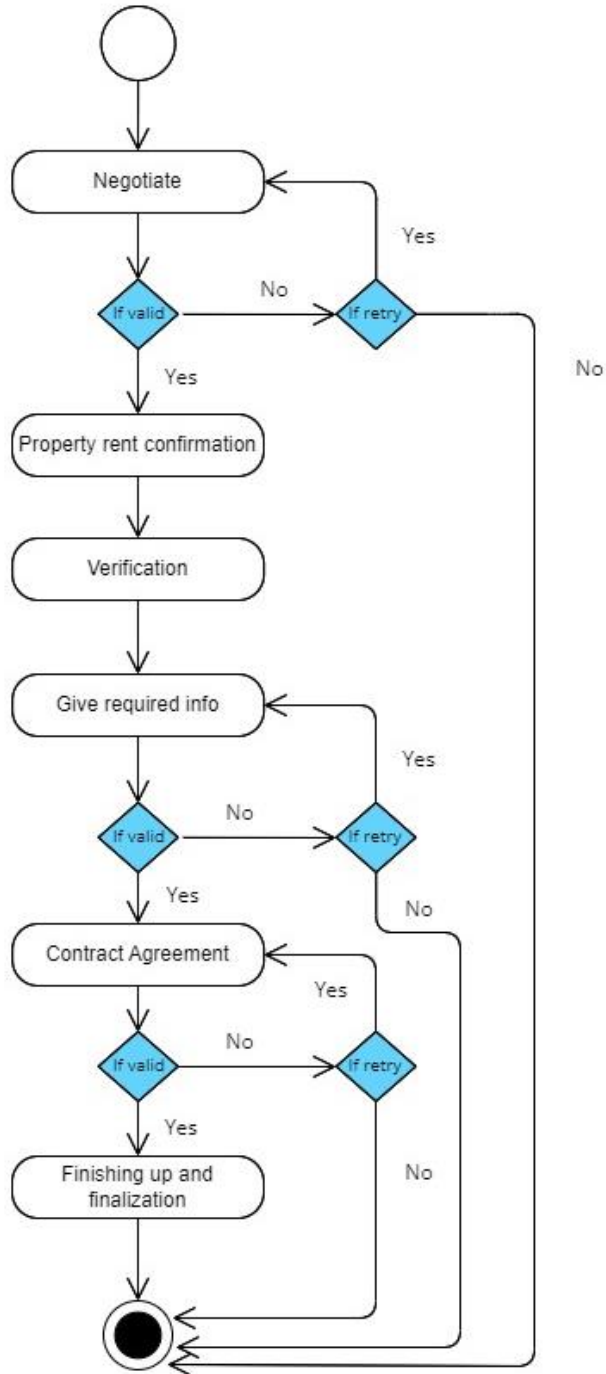 Negotiate
Yes
No
If valid
If retry
No
Yes
Property rent confirmation
Verification
Give required info
Yes
No
If valid
If retry
Yes
No
Contract Agreement
Yes
No
If valid
If retry
Yes
No
Finishing up and
finalization